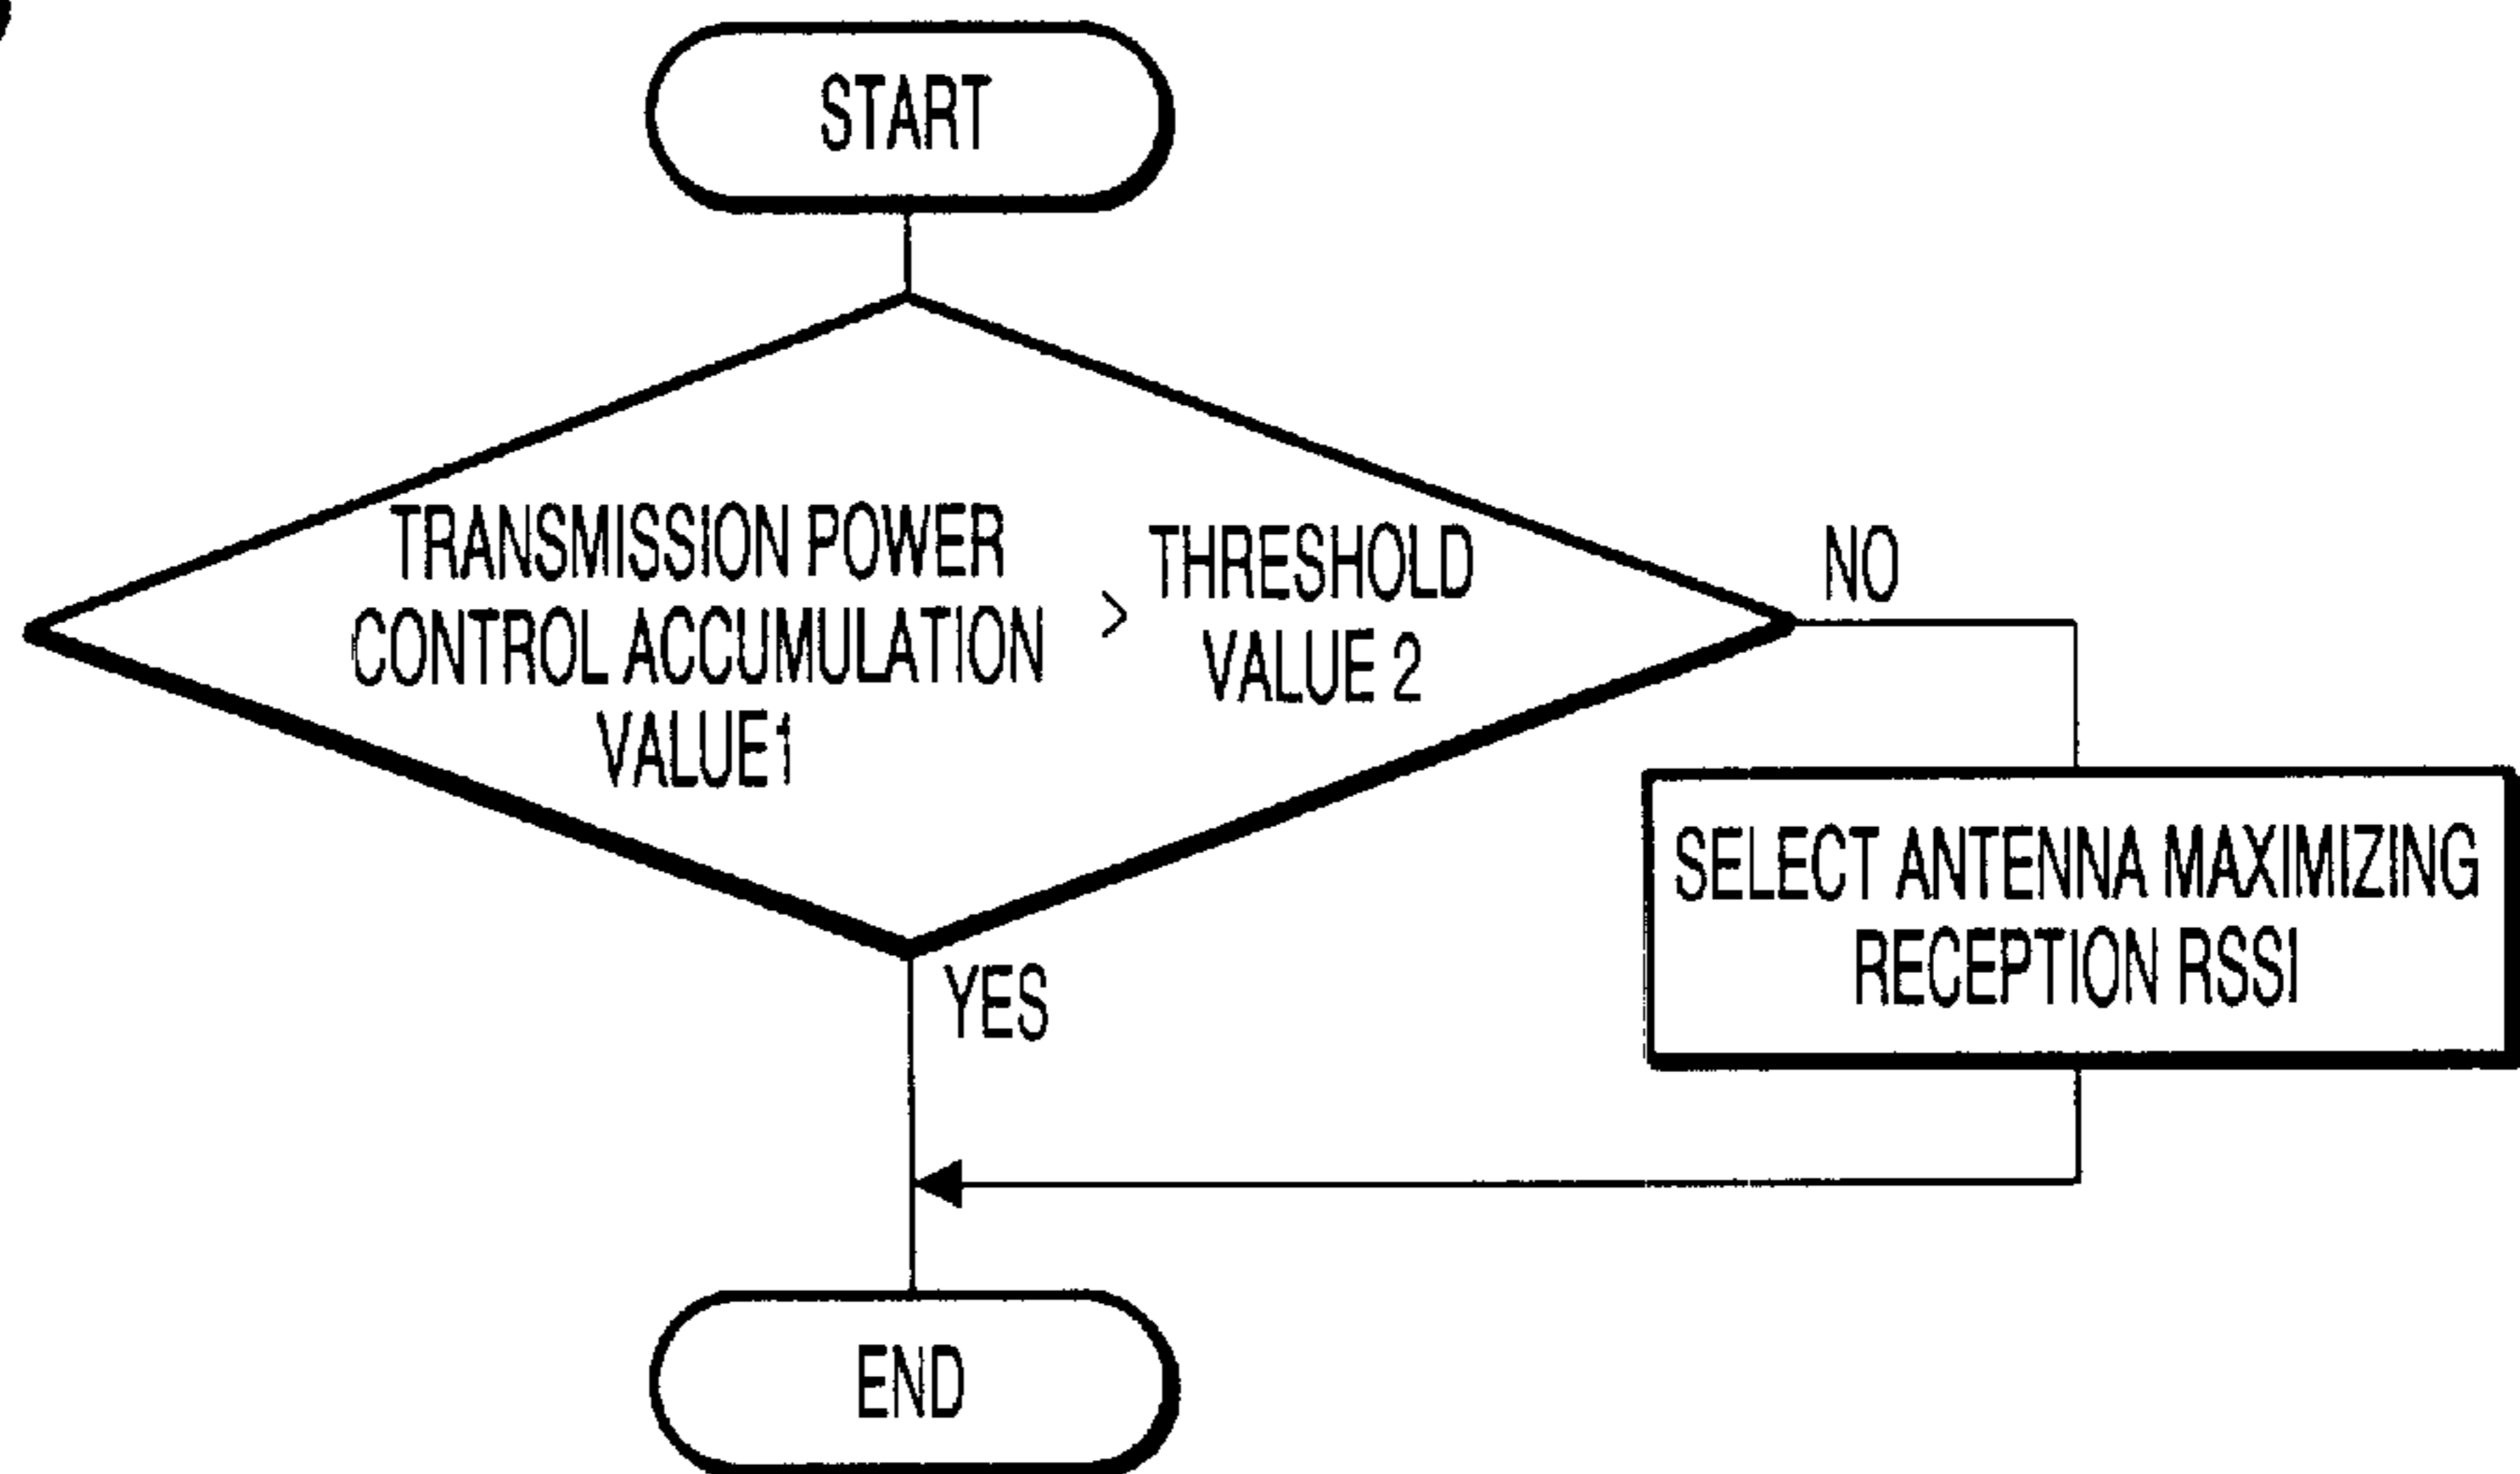 START
TRANSMISSION POWER
CONTROL ACCUMULATION
VALUE1
>
THRESHOLD
VALUE 2
NO
SELECT ANTENNA MAXIMIZING
RECEPTION RSSI
YES
END